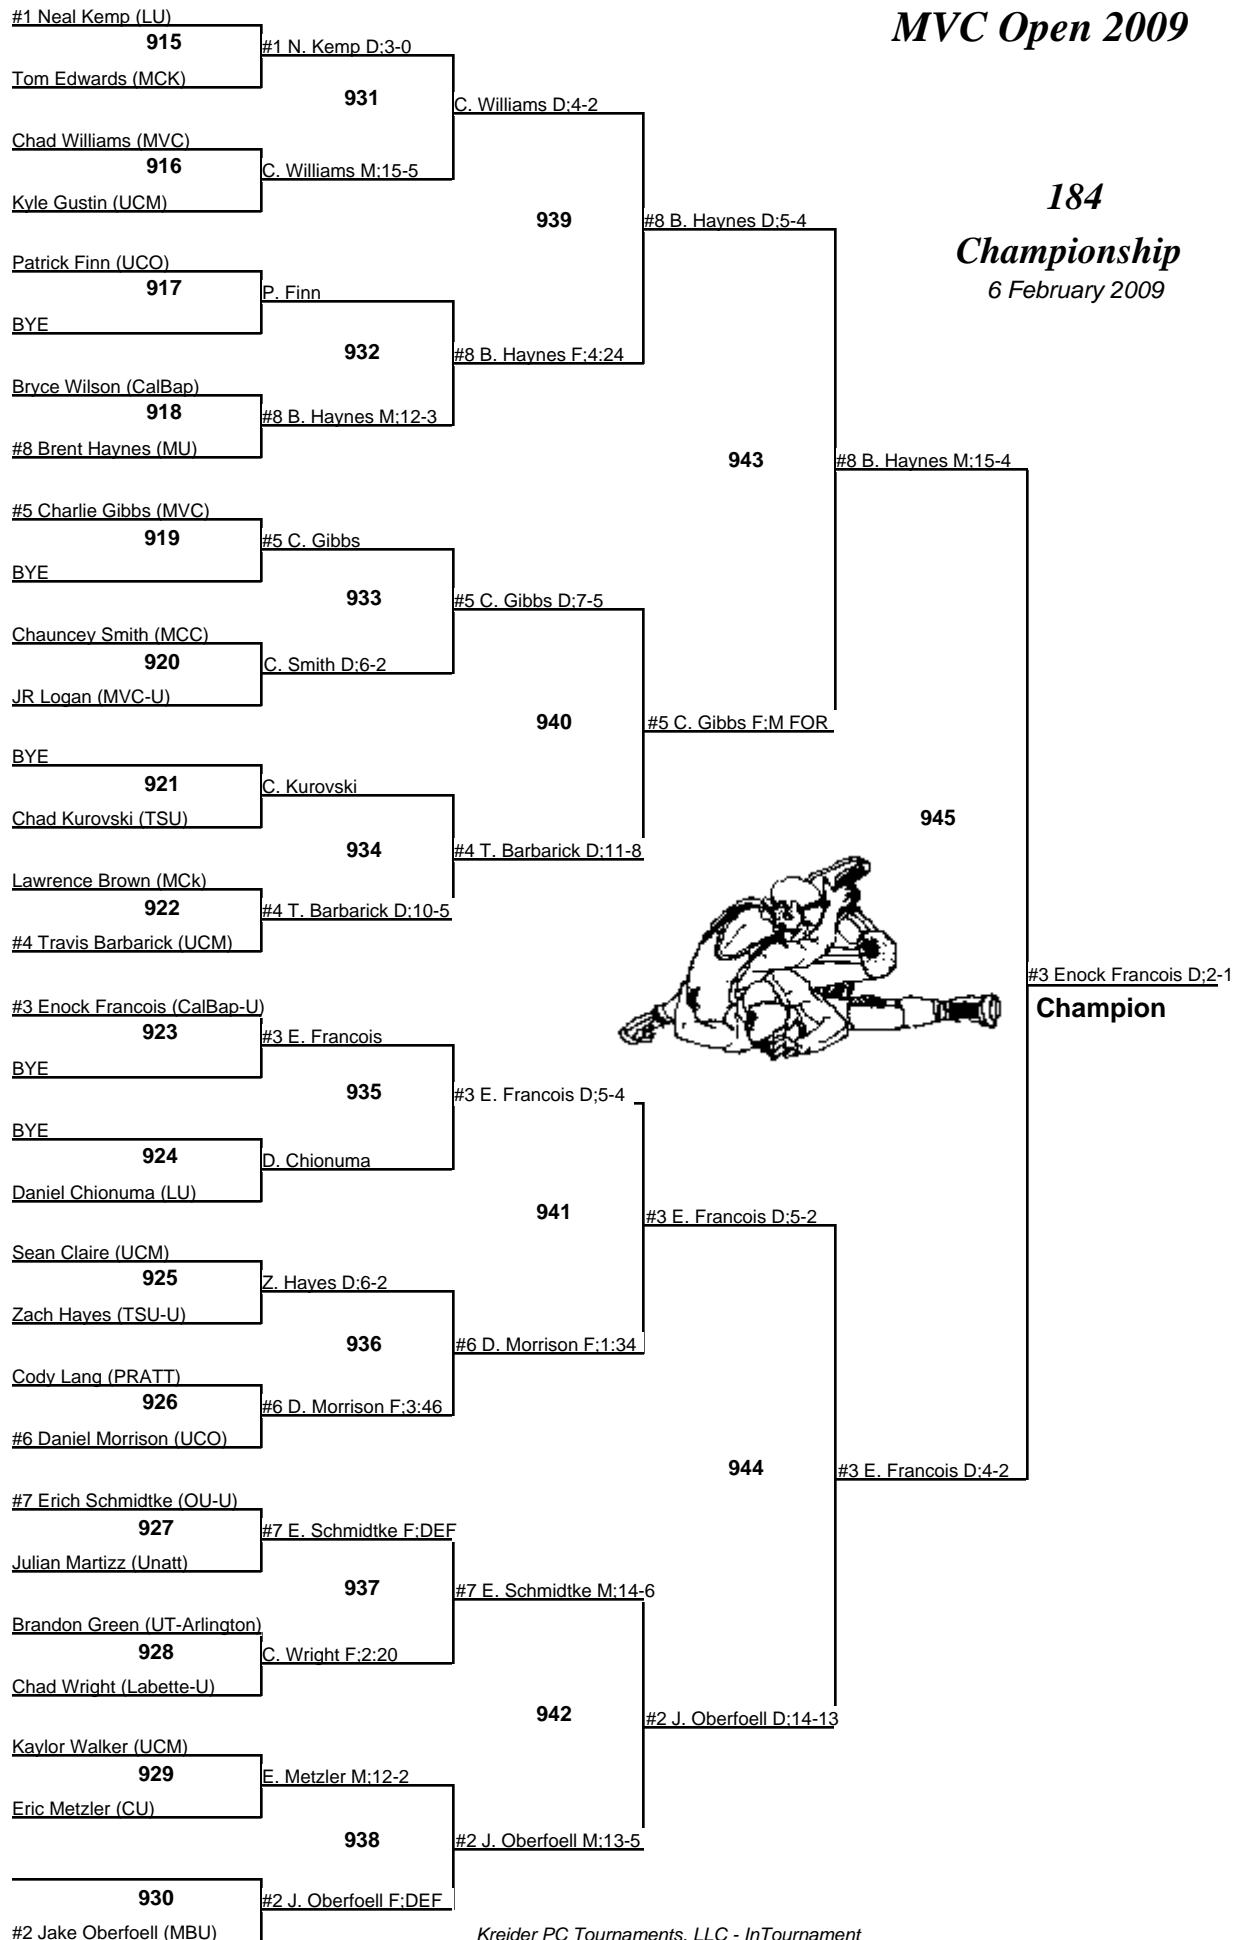 #1 Neal Kemp (LU)
MVC Open 2009
915
#1 N. Kemp D;3-0
Tom Edwards (MCK)
931
C. Williams D;4-2
Chad Williams (MVC)
916
C. Williams M;15-5
Kyle Gustin (UCM)
184
939
#8 B. Haynes D;5-4
Championship
Patrick Finn (UCO)
917
P. Finn
6 February 2009
BYE
932
#8 B. Haynes F;4:24
Bryce Wilson (CalBap)
918
#8 B. Haynes M;12-3
#8 Brent Haynes (MU)
943
#8 B. Haynes M;15-4
#5 Charlie Gibbs (MVC)
919
#5 C. Gibbs
BYE
933
#5 C. Gibbs D;7-5
Chauncey Smith (MCC)
920
C. Smith D;6-2
JR Logan (MVC-U)
940
#5 C. Gibbs F;M FOR
BYE
921
C. Kurovski
Chad Kurovski (TSU)
945
934
#4 T. Barbarick D;11-8
Lawrence Brown (MCk)
922
#4 T. Barbarick D;10-5
#4 Travis Barbarick (UCM)
#3 Enock Francois D;2-1
Champion
#3 Enock Francois (CalBap-U)
923
#3 E. Francois
BYE
935
#3 E. Francois D;5-4
BYE
924
D. Chionuma
Daniel Chionuma (LU)
941
#3 E. Francois D;5-2
Sean Claire (UCM)
925
Z. Hayes D;6-2
Zach Hayes (TSU-U)
936
#6 D. Morrison F;1:34
Cody Lang (PRATT)
926
#6 D. Morrison F;3:46
#6 Daniel Morrison (UCO)
944
#3 E. Francois D;4-2
#7 Erich Schmidtke (OU-U)
927
#7 E. Schmidtke F;DEF
Julian Martizz (Unatt)
937
#7 E. Schmidtke M;14-6
Brandon Green (UT-Arlington)
928
C. Wright F;2:20
Chad Wright (Labette-U)
942
#2 J. Oberfoell D;14-13
Kaylor Walker (UCM)
929
E. Metzler M;12-2
Eric Metzler (CU)
938
#2 J. Oberfoell M;13-5
930
#2 J. Oberfoell F;DEF
#2 Jake Oberfoell (MBU)
Kreider PC Tournaments, LLC - InTournament